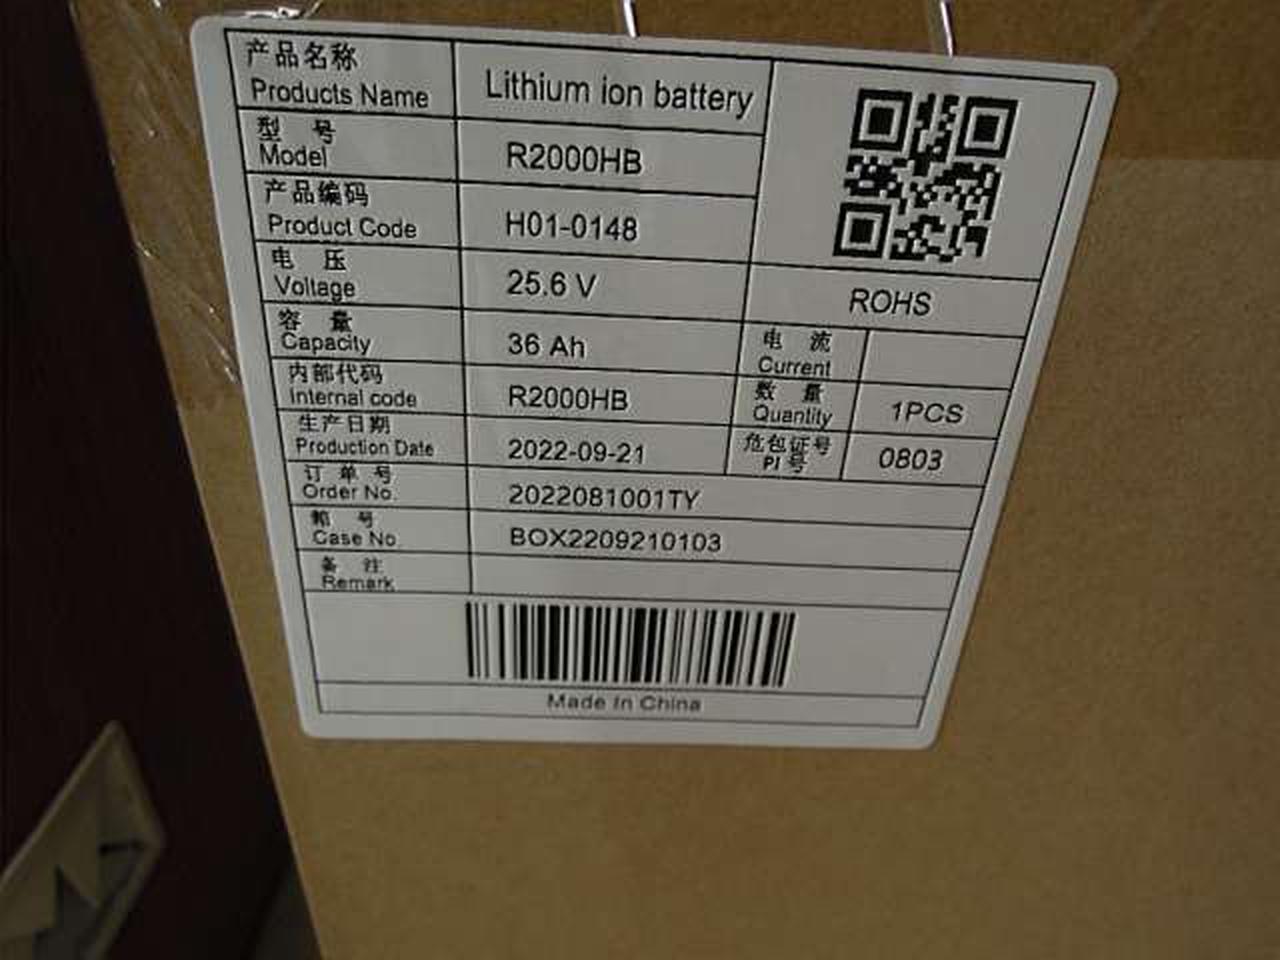 产品名称
Products Name
Lithium ion battery
型 号
Model
R2000HB
产品编码
Product Code
H01-0148
电 压
Voltage
25.6 V
ROHS
容 量
Capacity
36 Ah
电 流
Current
内部代码
Internal code
R2000HB
数 量
Quantity
1PCS
生产日期
Production Date
2022-09-21
危包证号
PI 号
0803
订 单 号
Order No.
2022081001TY
箱 号
Case No.
BOX2209210103
备 注
Remark
Made In China